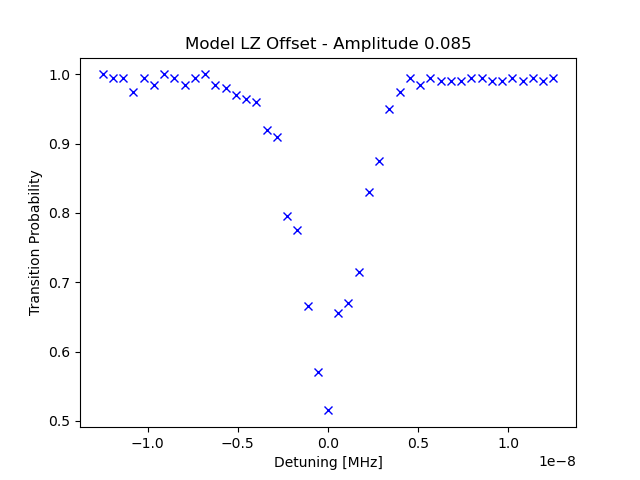 Model LZ Offset - Amplitude 0.085
1.0
0.9
0.8
0.7
0.6
0.5
Transition Probability
−1.0 −0.5 0.0 0.5 1.0
1e−8
Detuning [MHz]